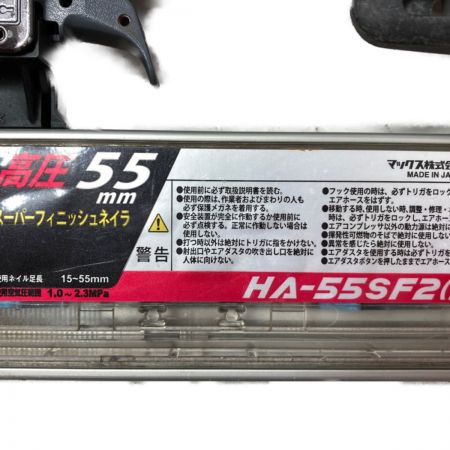 高圧 55
mm
スーパーフィニッシュネイラ
使用ネイル足長 15~55mm
使用空気圧範囲 1.0~2.3MPa
警告
●使用前に必ず取扱説明書を読む。
●使用の際は、作業者およびまわりの人も
必ず保護メガネを着用する。
●安全装置が完全に作動するか使用前に
必ず点検する。正常に作動しない場合は
使用しない。
●打つ時以外は絶対にトリガに指をかけない。
●射出口やエアダスタの吹き出し口を絶対に
人体に向けない。
マックス株式会
MADE IN JA
●フック使用の時は、必ずトリガをロックし
エアホースをはずす。
●移動する時、使用しない時、調整・修理・
時は、必ずトリガをロックし、エアホー
●エアコンプレッサ以外の動力源は絶対に
●揮発性可燃物のそばで絶対に使用しない
●異常を感じたら絶対に使用しない。
●エアダスタを使用する時は必ずトリガを
●エアダスタボタンを押したままでエアホース
HA-55SF2(